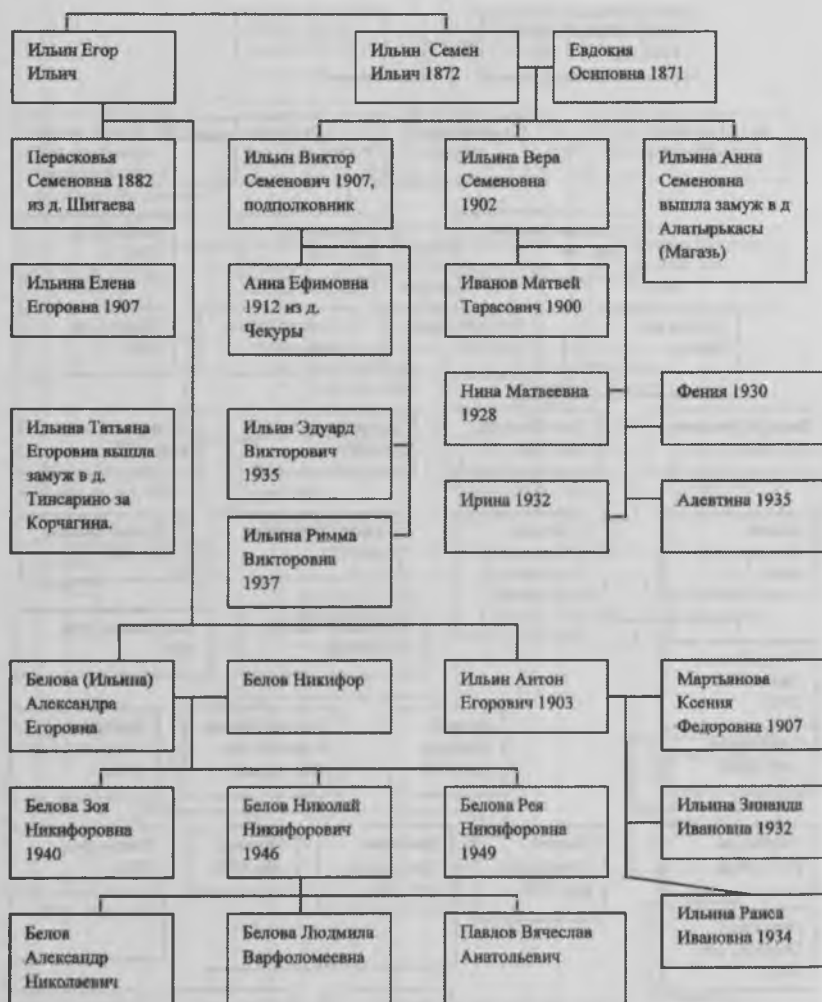 Ильин Егор
Ильич
Ильин Семен
Ильич 1872
Евдокия
Осиповна 1871
Перасковья
Семеновна 1882
из д. Шигаева
Ильин Виктор
Семенович 1907,
подполковник
Ильина Вера
Семеновна
1902
Ильина Анна
Семеновна
вышла замуж в д
Алатырькасы
(Магазь)
Ильина Елена
Егоровна 1907
Анна Ефимовна
1912 из д.
Чекуры
Иванов Матвей
Тарасович 1900
Нина Матвеевна
1928
Фения 1930
Ильина Татьяна
Егоровна вышла
замуж в д.
Тинсарино за
Корчагина.
Ильин Эдуард
Викторович
1935
Ирина 1932
Алевтина 1935
Ильина Римма
Викторовна
1937
Белова (Ильина)
Александра
Егоровна
Белов Никифор
Ильин Антон
Егорович 1903
Мартьянова
Ксения
Федоровна 1907
Белова Зоя
Никифоровна
1940
Белов Николай
Никифорович
1946
Белова Рея
Никифоровна
1949
Ильина Зинаида
Ивановна 1932
Белов
Александр
Николаевич
Белова Людмила
Варфоломеевна
Павлов Вячеслав
Анатольевич
Ильина Раиса
Ивановна 1934